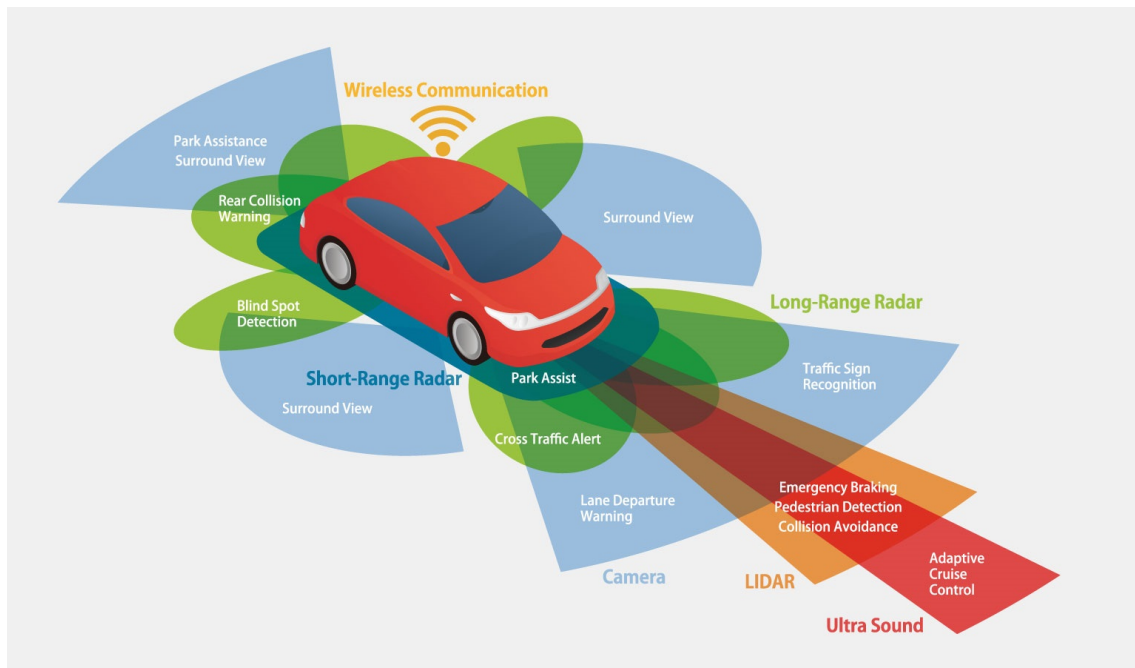 Wireless Communication
Park Assistance
Surround View
Rear Collision
Warning
Surround View
Blind Spot
Detection
Long-Range Radar
Short-Range Radar
Park Assist
Traffic Sign
Recognition
Surround View
Cross Traffic Alert
Emergency Braking
Pedestrian Detection
Collision Avoidance
Lane Departure
Warning
Camera
LIDAR
Adaptive
Cruise
Control
Ultra Sound